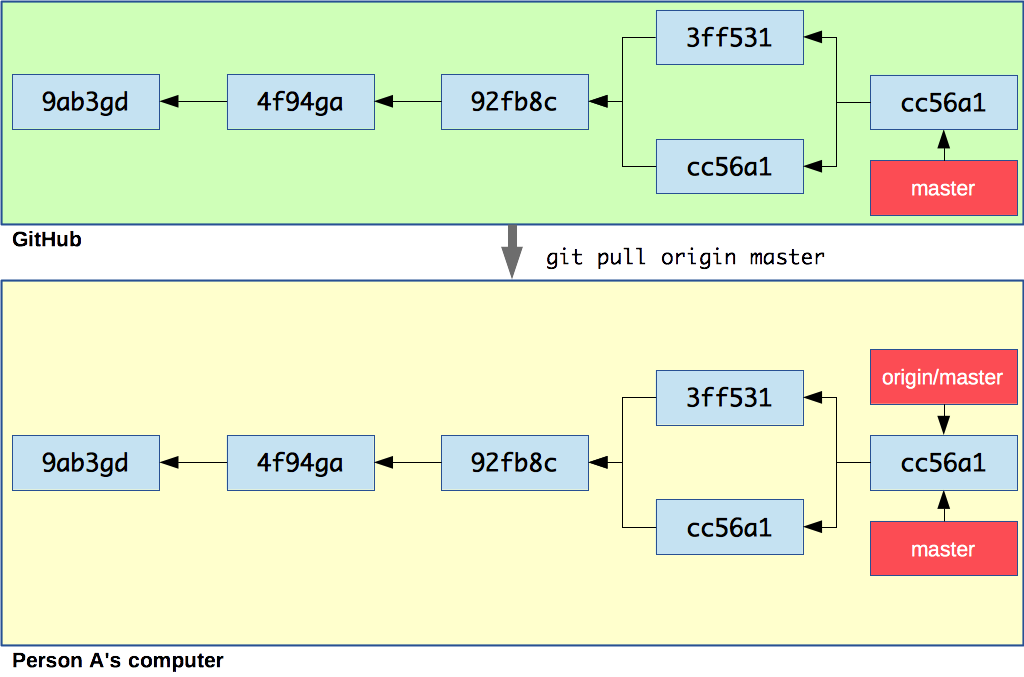 3ff531
9ab3gd
4f94ga
92fb8c
cc56a1
cc56a1
master
GitHub
git pull origin master
origin/master
3ff531
9ab3gd
4f94ga
92fb8c
cc56a1
cc56a1
master
Person A's computer